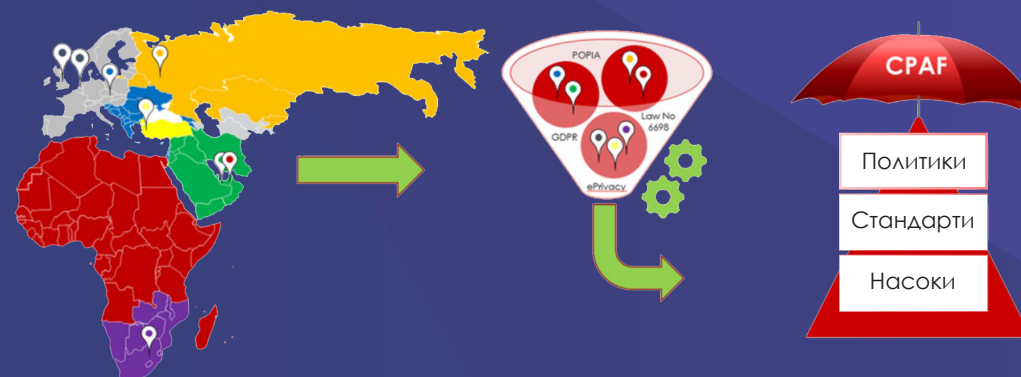 POPIA
GDPR
Law No
6698
ePrivacy
CPAF
Политики
Стандарти
Насоки